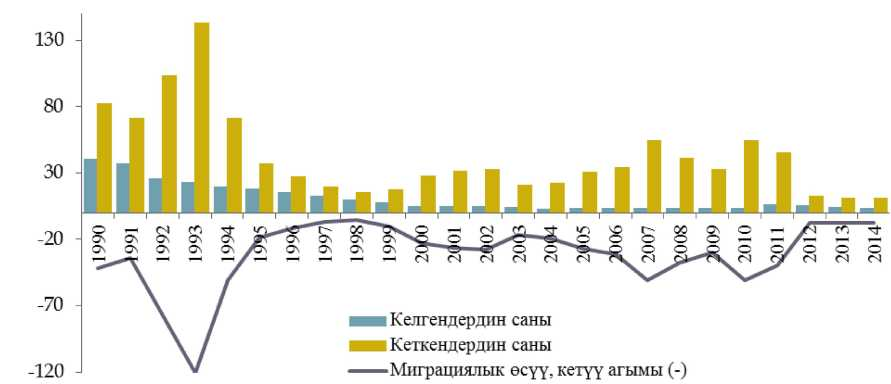 130
80
30
-20
-70
-120
1990 1991 1992 1993 1994 1995 1996 1997 1998 1999 2000 2001 2002 2003 2004 2005 2006 2007 2008 2009 2010 2011 2012 2013 2014
Келгендердин саны
Кеткендердин саны
Миграциялык өсүү, кетүү агымы (-)